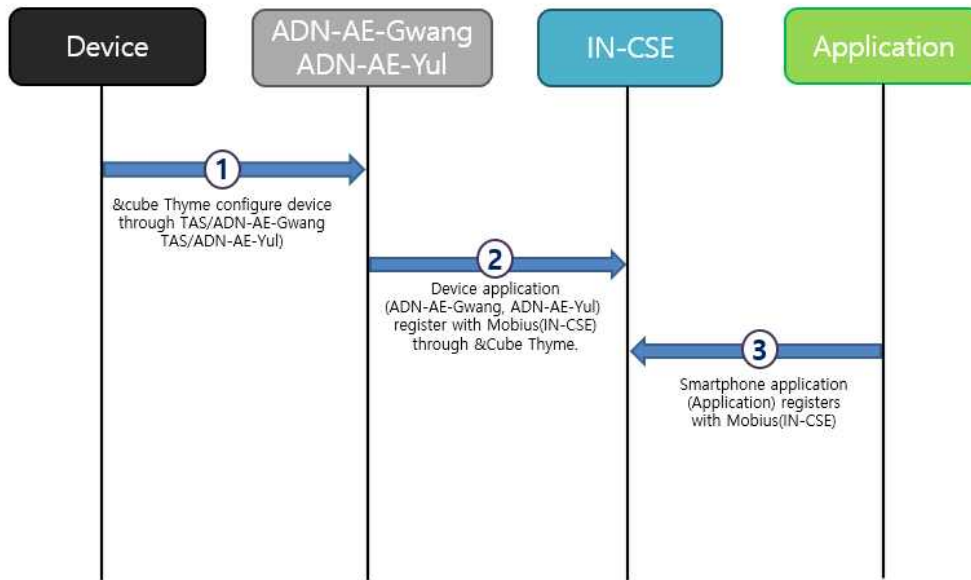 Device
ADN-AE-Gwang
ADN-AE-Yul
IN-CSE
Application
1
&cube Thyme configure device
through TAS/ADN-AE-Gwang
TAS/ADN-AE-Yul)
2
Device application
(ADN-AE-Gwang, ADN-AE-Yul)
register with Mobius(IN-CSE)
through &Cube Thyme.
3
Smartphone application
(Application) registers
with Mobius(IN-CSE)